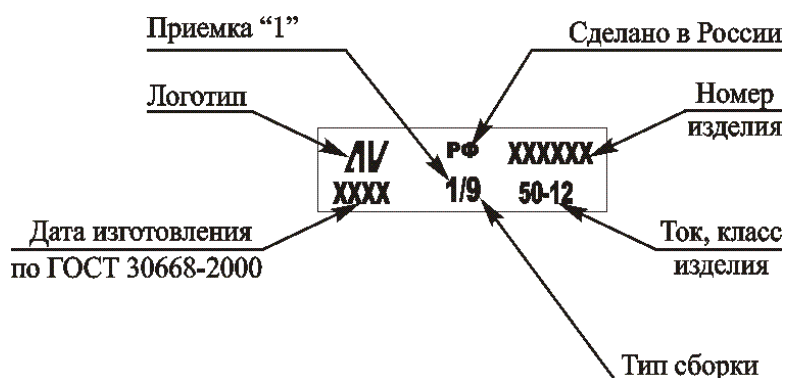 Приемка “1”
Сделано в России
Логотип
Номер
изделия
ΛV РФ XXXXXX
XXXX 1/9 50-12
Дата изготовления
по ГОСТ 30668-2000
Ток, класс
изделия
Тип сборки